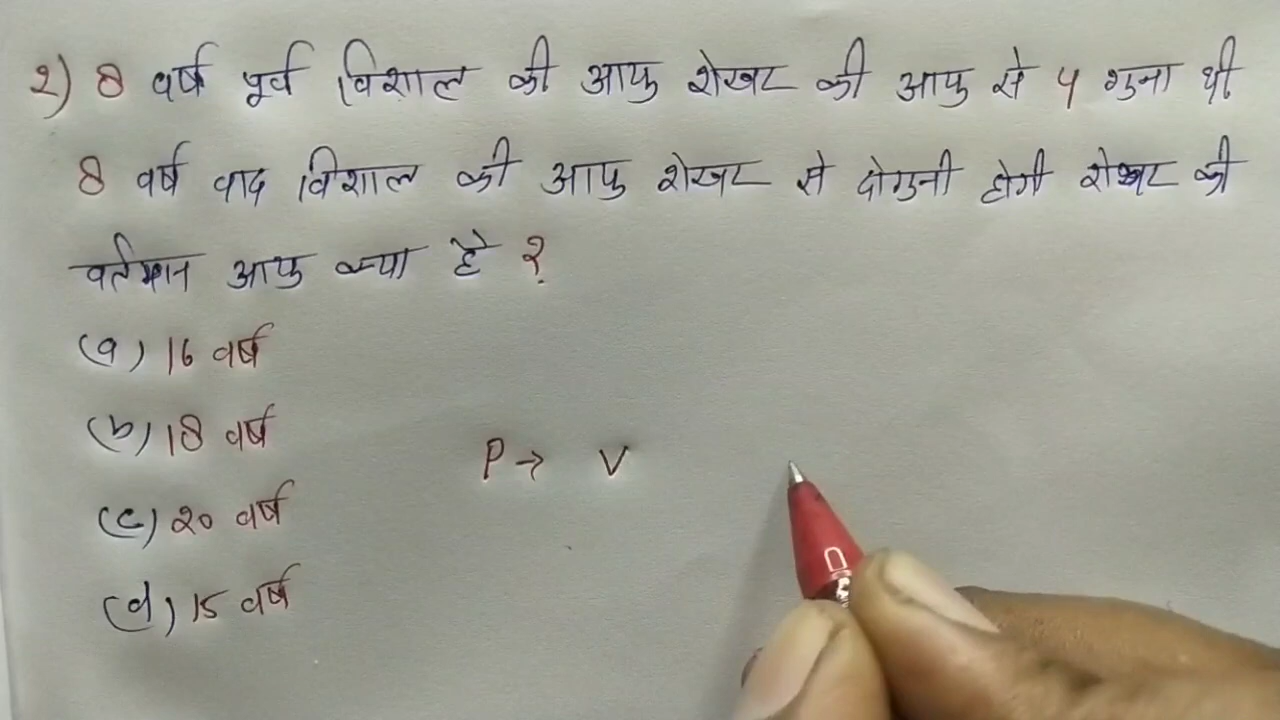 2) 8 वर्ष पूर्व विशाल की आयु शेखर की आयु से 4 गुना थी
8 वर्ष वाद विशाल की आयु शेखर से दोगुनी होगी शेखर की
वर्तमान आयु क्या है ?
(a) 16 वर्ष
(b) 18 वर्ष
P → V
(c) 20 वर्ष
(d) 15 वर्ष